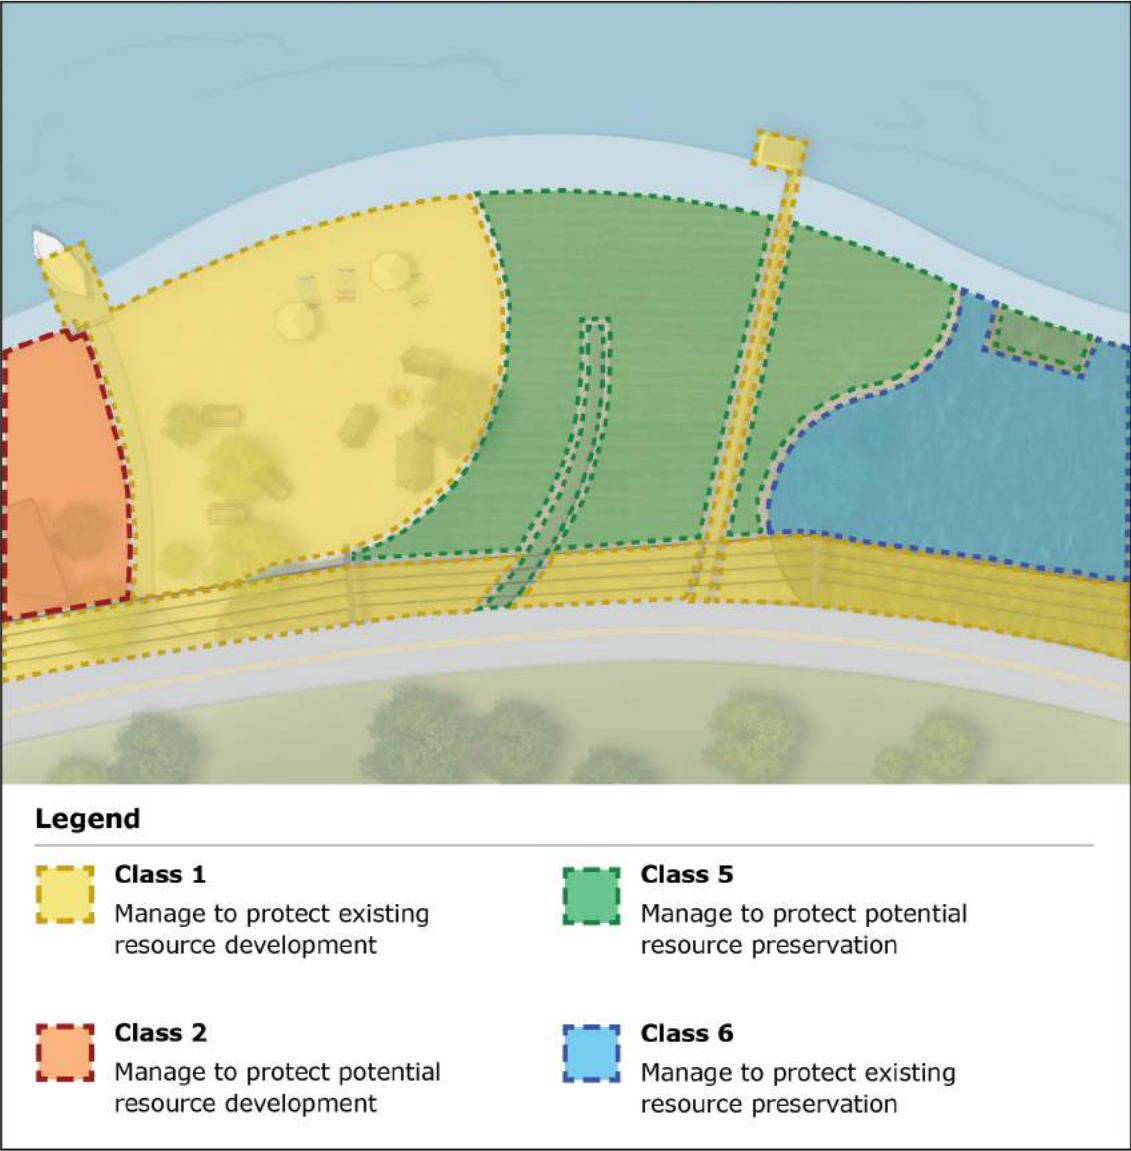 Legend
Class 1
Manage to protect existing
resource development
Class 2
Manage to protect potential
resource development
Class 5
Manage to protect potential
resource preservation
Class 6
Manage to protect existing
resource preservation